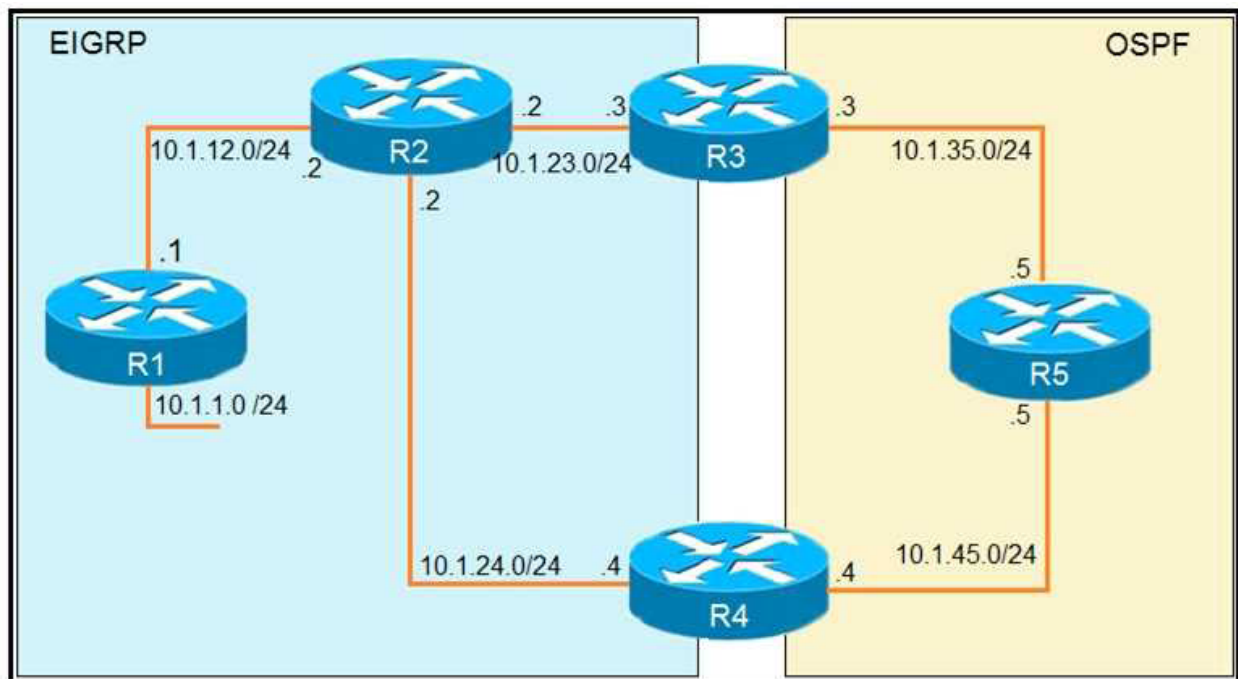 EIGRP
OSPF
.2
.3
.3
10.1.12.0/24
R2
10.1.23.0/24
R3
10.1.35.0/24
.2
.2
.1
.5
R1
R5
10.1.1.0 /24
.5
10.1.24.0/24
.4
10.1.45.0/24
.4
R4